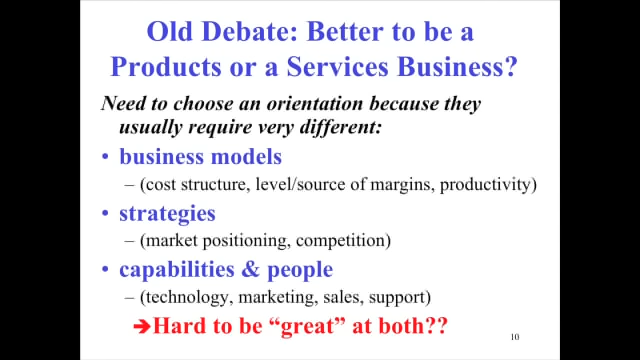 Old Debate: Better to be a
Products or a Services Business?
Need to choose an orientation because they
usually require very different:
• business models
– (cost structure, level/source of margins, productivity)
• strategies
– (market positioning, competition)
• capabilities & people
– (technology, marketing, sales, support)
➔Hard to be “great” at both??
10